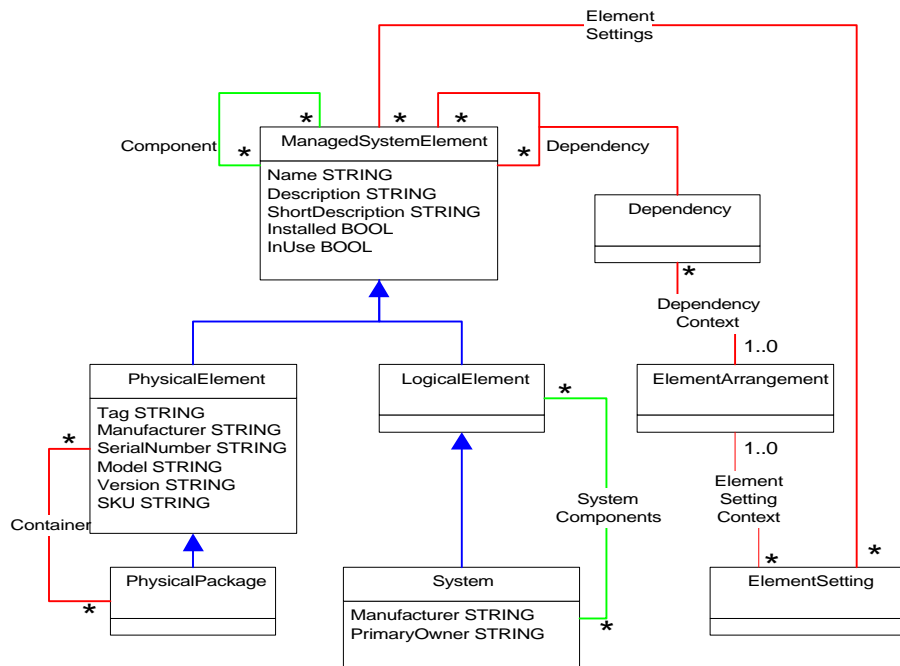 Element
Settings
*
*
*
*
Component
*
ManagedSystemElement
*
Dependency
Name STRING
Description STRING
ShortDescription STRING
Installed BOOL
InUse BOOL
Dependency
*
Dependency
Context
1..0
PhysicalElement
Tag STRING
Manufacturer STRING
SerialNumber STRING
Model STRING
Version STRING
SKU STRING
LogicalElement
*
ElementArrangement
1..0
*
Container
*
System
Components
*
Element
Setting
Context
*
*
PhysicalPackage
System
Manufacturer STRING
PrimaryOwner STRING
ElementSetting